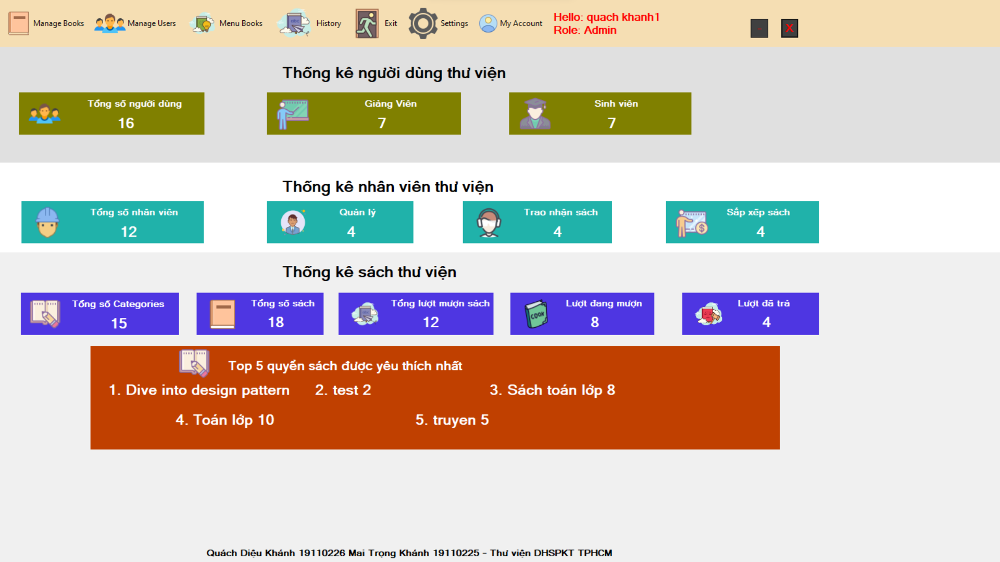 Manage Books
Manage Users
Menu Books
History
Exit
Settings
My Account
Hello: quach khanh1
Role: Admin
-
X
Thống kê người dùng thư viện
Tổng số người dùng
16
Giảng Viên
7
Sinh viên
7
Thống kê nhân viên thư viện
Tổng số nhân viên
12
Quản lý
4
Trao nhận sách
4
Sắp xếp sách
4
Thống kê sách thư viện
Tổng số Categories
15
Tổng số sách
18
Tổng lượt mượn sách
12
COOK
Lượt đang mượn
8
Lượt đã trả
4
Top 5 quyển sách được yêu thích nhất
1. Dive into design pattern
2. test 2
3. Sách toán lớp 8
4. Toán lớp 10
5. truyen 5
Quách Diệu Khánh 19110226 Mai Trọng Khánh 19110225 - Thư viện DHSPKT TPHCM